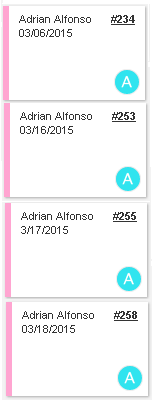 Adrian Alfonso #234
03/06/2015
A
Adrian Alfonso #253
03/16/2015
A
Adrian Alfonso #255
3/17/2015
A
Adrian Alfonso #258
03/18/2015
A